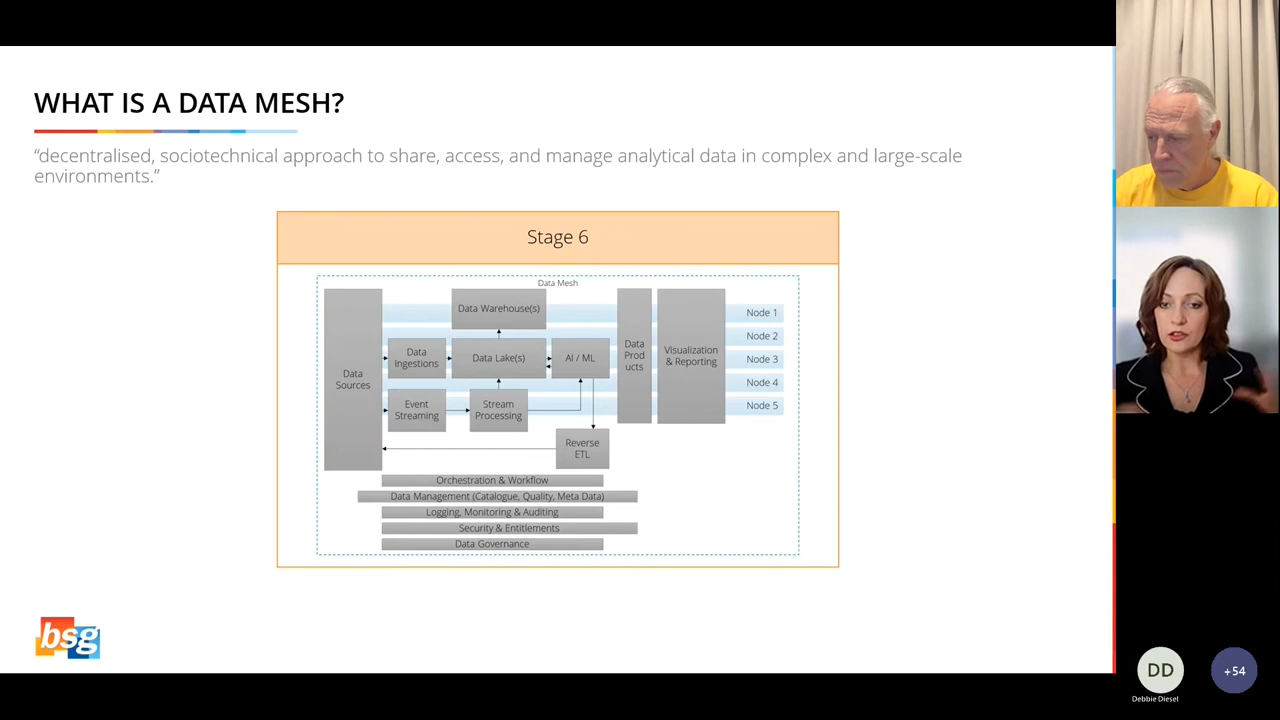 WHAT IS A DATA MESH?
“decentralised, sociotechnical approach to share, access, and manage analytical data in complex and large-scale
environments.”
Stage 6
Data Mesh
Data Sources
Data Warehouse(s)
Data
Ingestions
Data Lake(s)
AI / ML
Event
Streaming
Stream
Processing
Reverse
ETL
Data
Prod
ucts
Visualization
& Reporting
Node 1
Node 2
Node 3
Node 4
Node 5
Orchestration & Workflow
Data Management (Catalogue, Quality, Meta Data)
Logging, Monitoring & Auditing
Security & Entitlements
Data Governance
bsg
DD
Debbie Diesel
+54